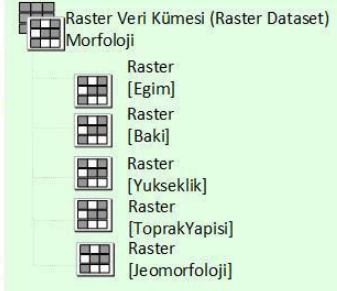 Raster Veri Kümesi (Raster Dataset)
Morfoloji
Raster
[Egim]
Raster
[Baki]
Raster
[Yukseklik]
Raster
[ToprakYapisi]
Raster
[Jeomorfoloji]